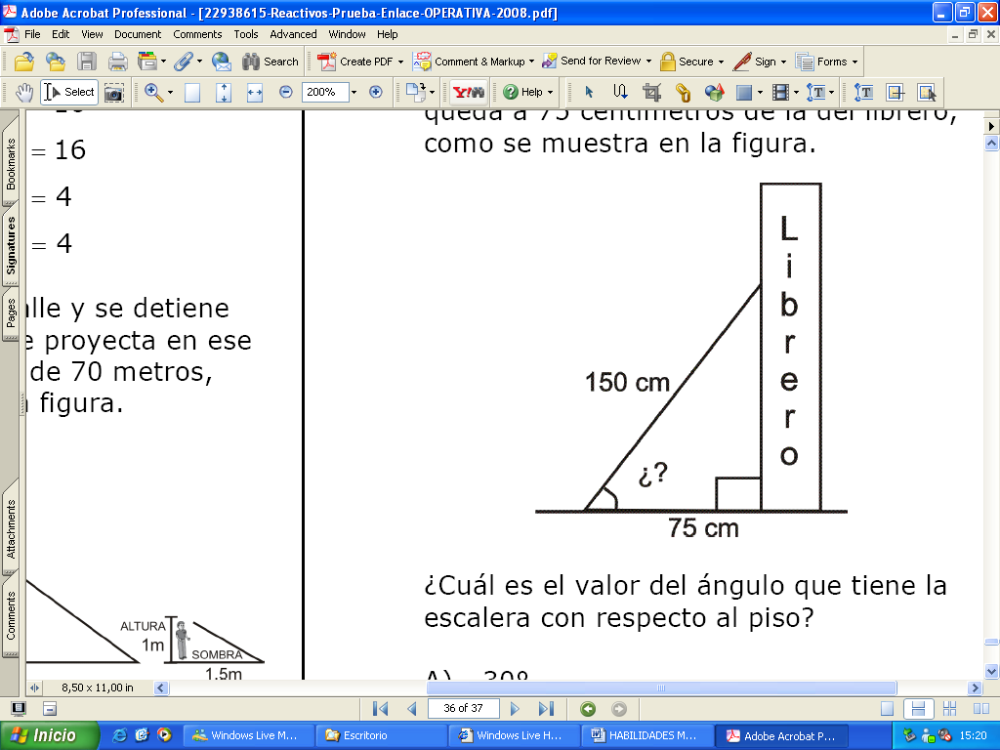 Adobe Acrobat Professional - [22938615-Reactivos-Prueba-Enlace-OPERATIVA-2008.pdf]
File Edit View Document Comments Tools Advanced Window Help
Search Create PDF Comment & Markup Send for Review Secure Sign Forms
Select 200% Y! Help
Bookmarks
Signatures
Pages
Attachments
Comments
= 16
= 4
= 4
lle y se detiene
e proyecta en ese
de 70 metros,
figura.
ALTURA
1m
SOMBRA
1.5m
queda a 75 centímetros de la del librero,
como se muestra en la figura.
Librero
150 cm
¿?
75 cm
¿Cuál es el valor del ángulo que tiene la
escalera con respecto al piso?
A) 30º
8,50 x 11,00 in
36 of 37
Inicio Windows Live M... Escritorio Windows Live H... HABILIDADES M... Adobe Acrobat P... 15:20